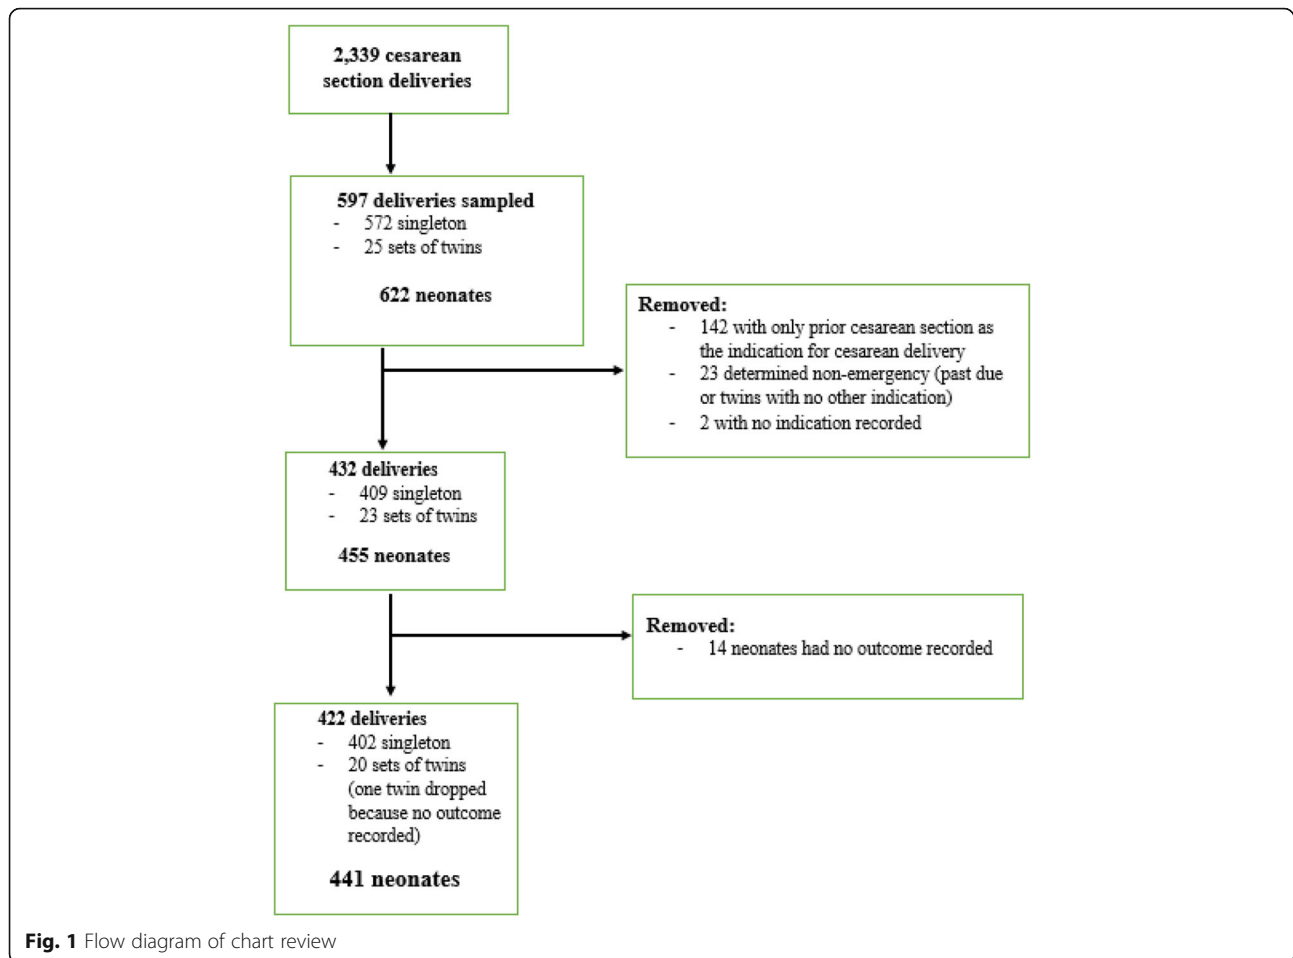 2,339 cesarean
section deliveries
597 deliveries sampled
- 572 singleton
- 25 sets of twins
622 neonates
Removed:
- 142 with only prior cesarean section as
the indication for cesarean delivery
- 23 determined non-emergency (past due
or twins with no other indication)
- 2 with no indication recorded
432 deliveries
- 409 singleton
- 23 sets of twins
455 neonates
Removed:
- 14 neonates had no outcome recorded
422 deliveries
- 402 singleton
- 20 sets of twins
(one twin dropped
because no outcome
recorded)
441 neonates
Fig. 1 Flow diagram of chart review